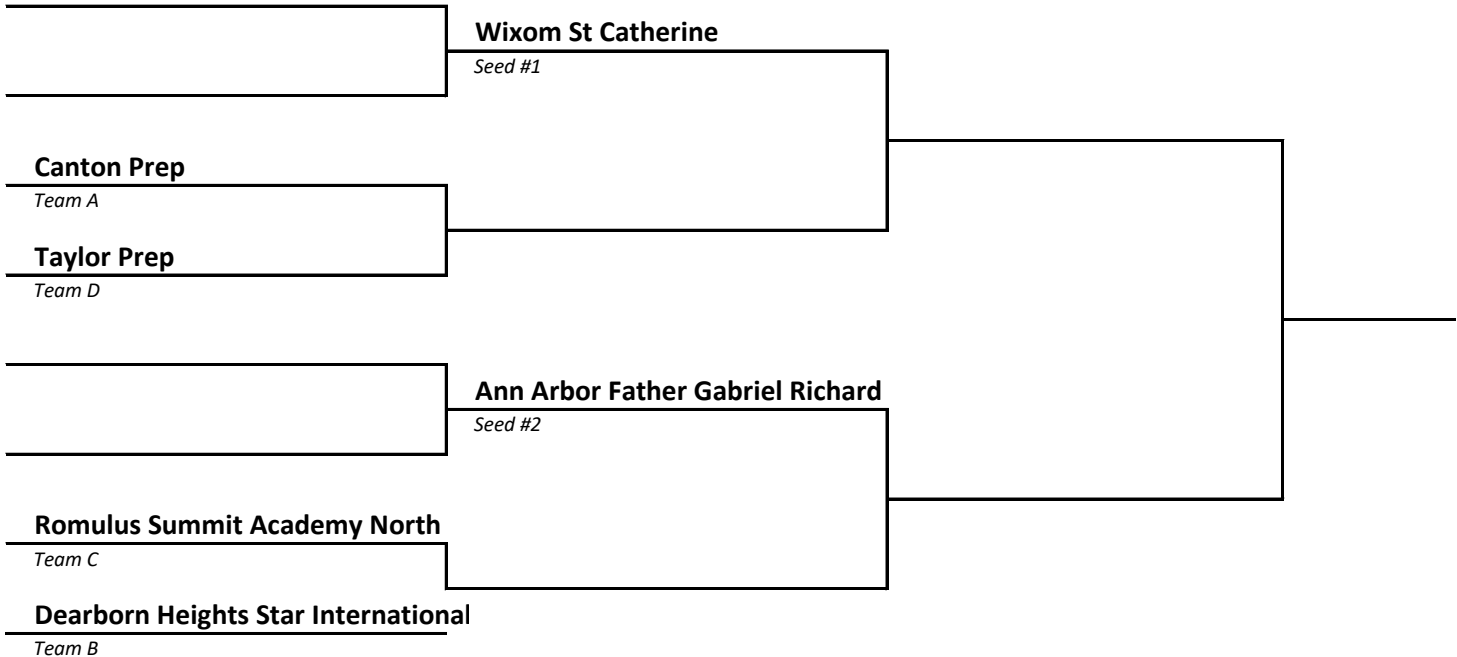 Wixom St Catherine
Seed #1
Canton Prep
Team A
Taylor Prep
Team D
Ann Arbor Father Gabriel Richard
Seed #2
Romulus Summit Academy North
Team C
Dearborn Heights Star International
Team B